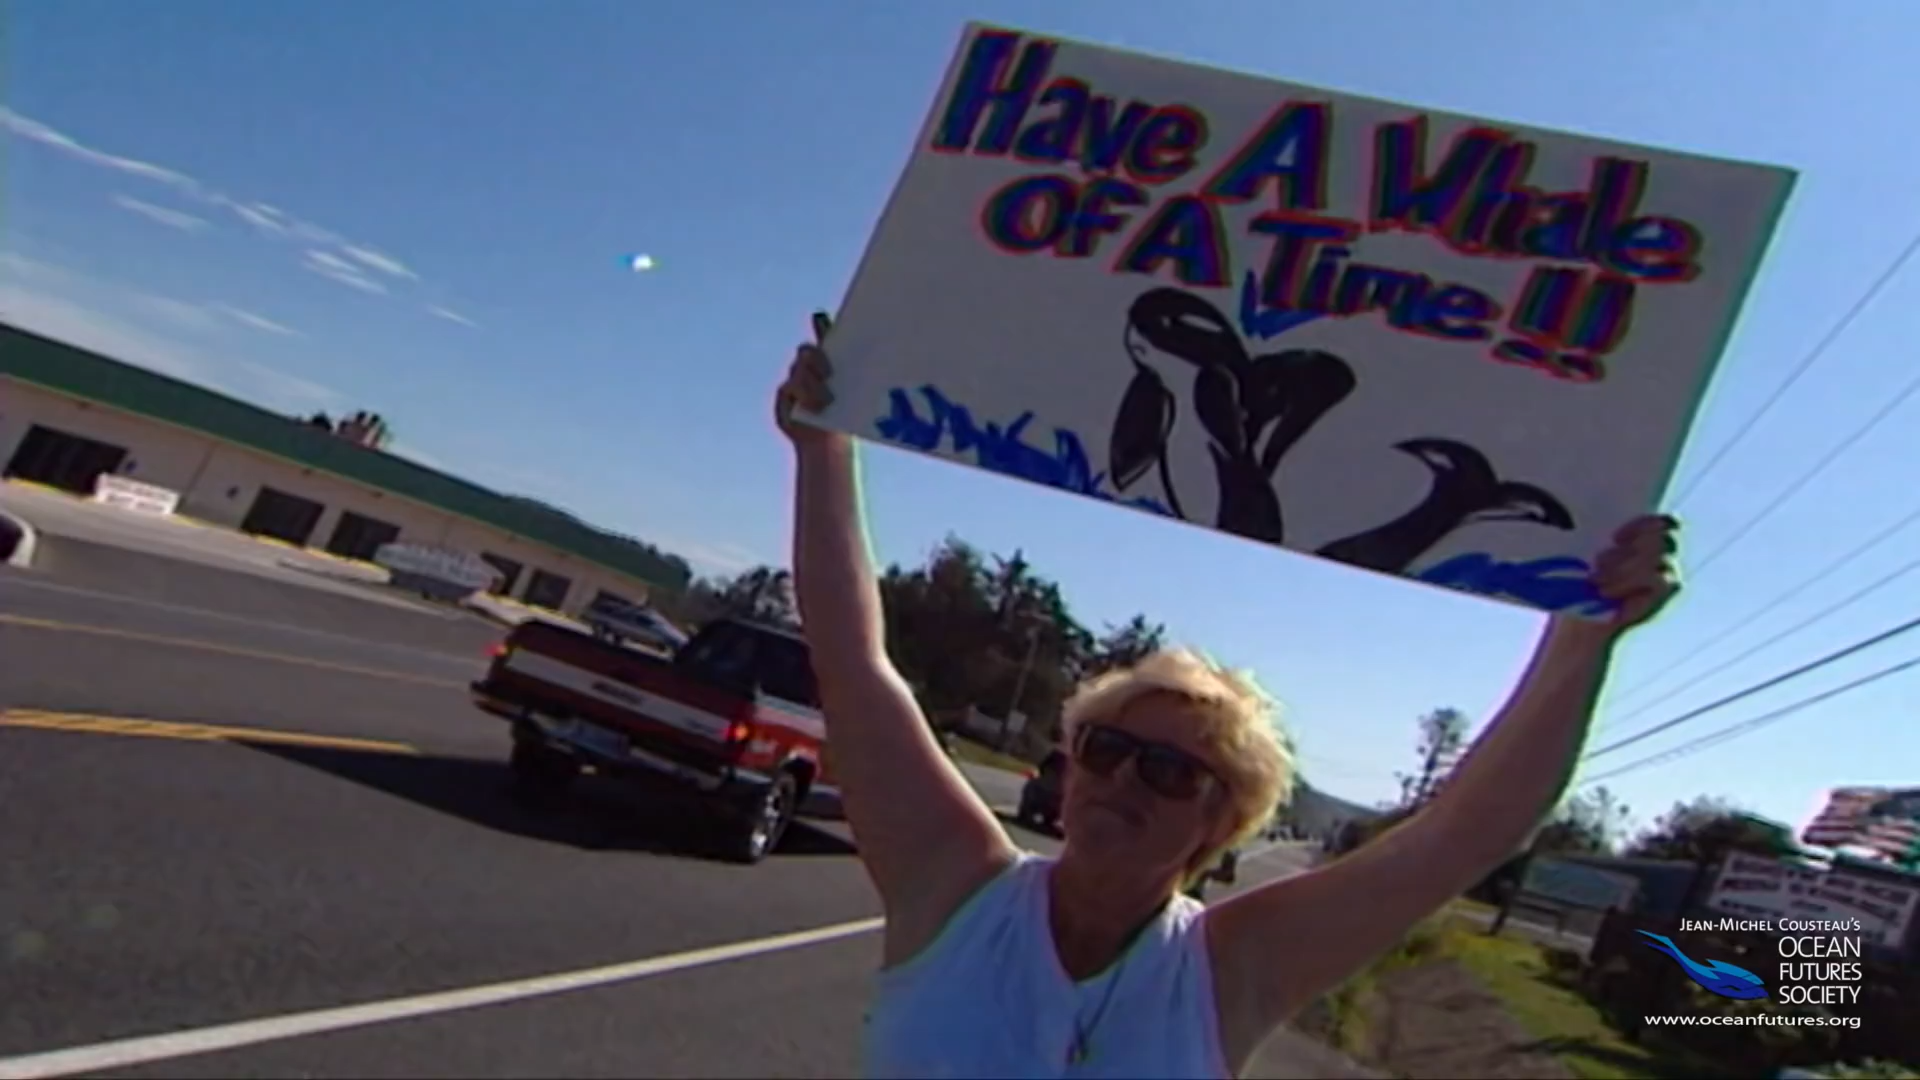 Have A Whale
Of A Time!!
JEAN-MICHEL COUSTEAU'S
OCEAN
FUTURES
SOCIETY
www.oceanfutures.org